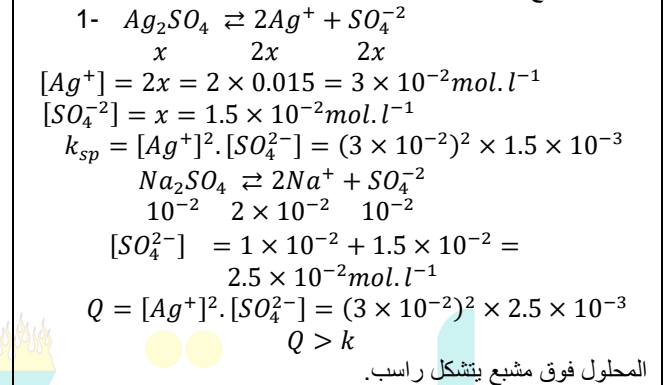 1- Ag₂SO₄ ⇄ 2Ag⁺ + SO₄⁻²
x 2x 2x
[Ag⁺] = 2x = 2 × 0.015 = 3 × 10⁻² mol.l⁻¹
[SO₄⁻²] = x = 1.5 × 10⁻² mol.l⁻¹
k_sp = [Ag⁺]².[SO₄²⁻] = (3 × 10⁻²)² × 1.5 × 10⁻³
Na₂SO₄ ⇄ 2Na⁺ + SO₄⁻²
10⁻² 2 × 10⁻² 10⁻²
[SO₄²⁻] = 1 × 10⁻² + 1.5 × 10⁻² =
2.5 × 10⁻² mol.l⁻¹
Q = [Ag⁺]².[SO₄²⁻] = (3 × 10⁻²)² × 2.5 × 10⁻³
Q > k
المحلول فوق مشبع يتشكل راسب.